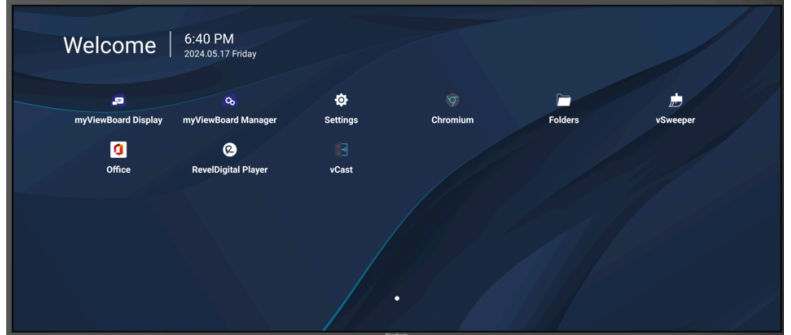 Welcome
6:40 PM
2024.05.17 Friday
myViewBoard Display
myViewBoard Manager
Settings
Chromium
Folders
vSweeper
Office
RevelDigital Player
vCast